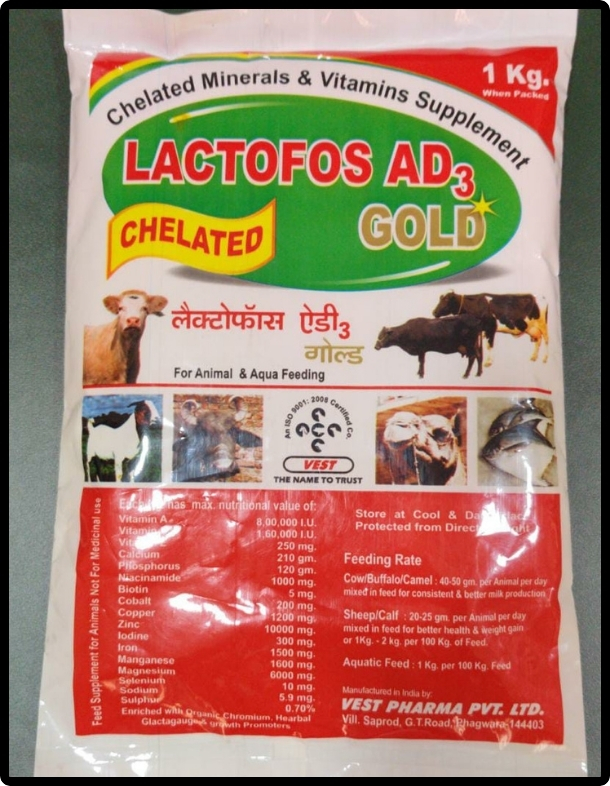 1 Kg.
When Packed
Chelated Minerals & Vitamins Supplement
LACTOFOS AD3
CHELATED
GOLD
लैक्टोफॅास ऐडी3
गोल्ड
For Animal & Aqua Feeding
An ISO 9001: 2008 Certified Co.
VEST
THE NAME TO TRUST
Feed Supplement for Animals Not For Medicinal use
has max. nutritional value of:
Vitamin A 8,00,000 I.U.
1,60,000 I.U.
250 mg.
Calcium 210 gm.
Phosphorus 120 gm.
Niacinamide 1000 mg.
Biotin 5 mg.
Cobalt 200 mg.
Copper 1200 mg.
Zinc 10000 mg.
Iodine 300 mg.
Iron 1500 mg.
Manganese 1600 mg.
Magnesium 6000 mg.
Selenium 10 mg.
Sodium 5.9 mg.
Sulphur 0.70%
Enriched with Organic Chromium. Hearbal
Glactagauge & growth Promoters
Store at Cool &
Protected from
Feeding Rate
Cow/Buffalo/Camel : 40-50 gm. per Animal per day
mixed in feed for consistent & better milk production
Sheep/Calf : 20-25 gm. per Animal per day
mixed in feed for better health & weight gain
or 1Kg. - 2 kg. per 100 Kg. of Feed.
Aquatic Feed : 1 Kg. per 100 Kg. Feed
Manufactured in India by:
VEST PHARMA PVT. LTD.
Vill. Saprod, G.T.Road, Phagwara-144403